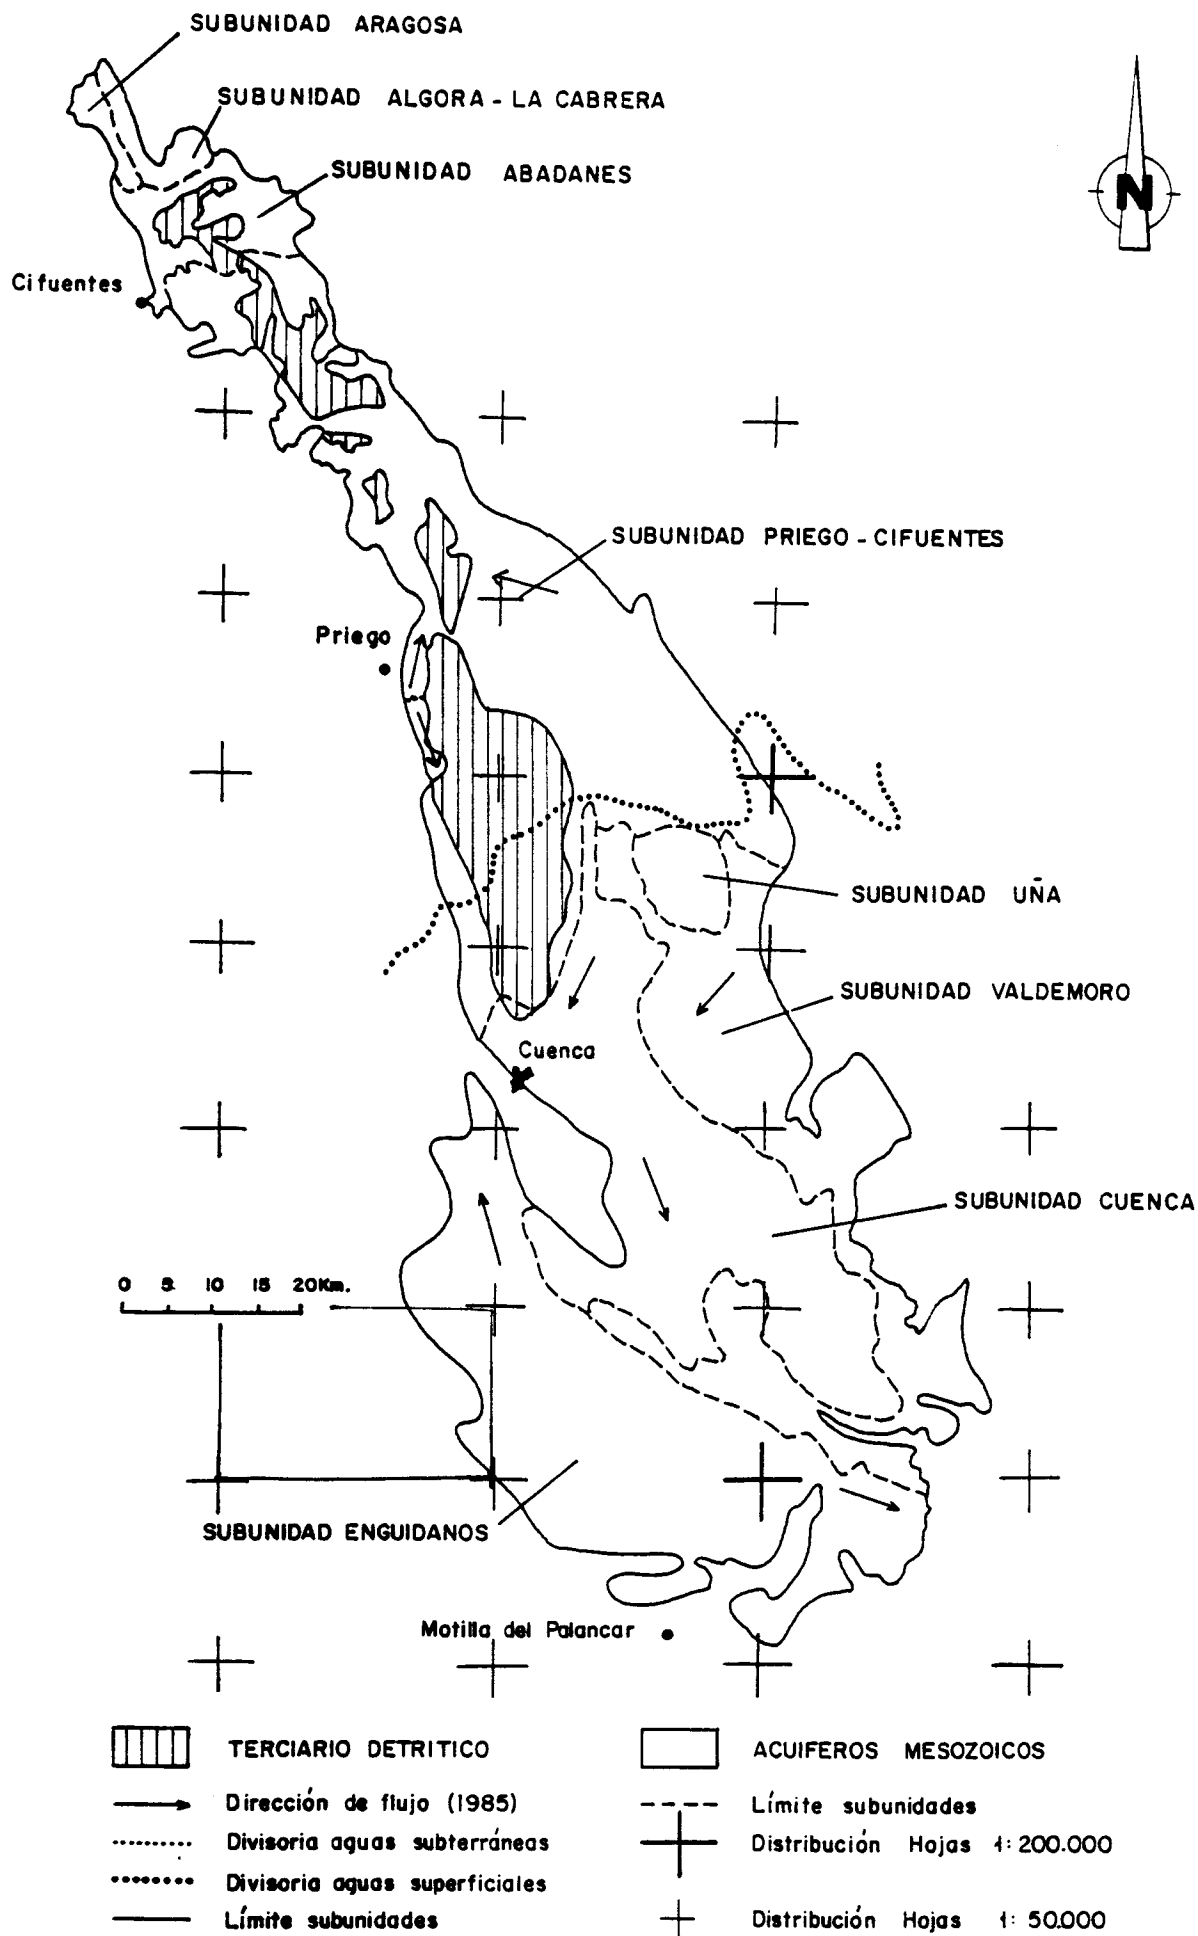 SUBUNIDAD ARAGOSA
SUBUNIDAD ALGORA - LA CABRERA
SUBUNIDAD ABADANES
N
Cifuentes
SUBUNIDAD PRIEGO - CIFUENTES
Priego
SUBUNIDAD UÑA
SUBUNIDAD VALDEMORO
Cuenca
SUBUNIDAD CUENCA
0 5 10 15 20Km.
SUBUNIDAD ENGUIDANOS
Motilla del Palancar
TERCIARIO DETRITICO
ACUIFEROS MESOZOICOS
Dirección de flujo (1985)
Límite subunidades
Divisoria aguas subterráneas
Distribución Hojas 1:200.000
Divisoria aguas superficiales
Límite subunidades
Distribución Hojas 1: 50.000